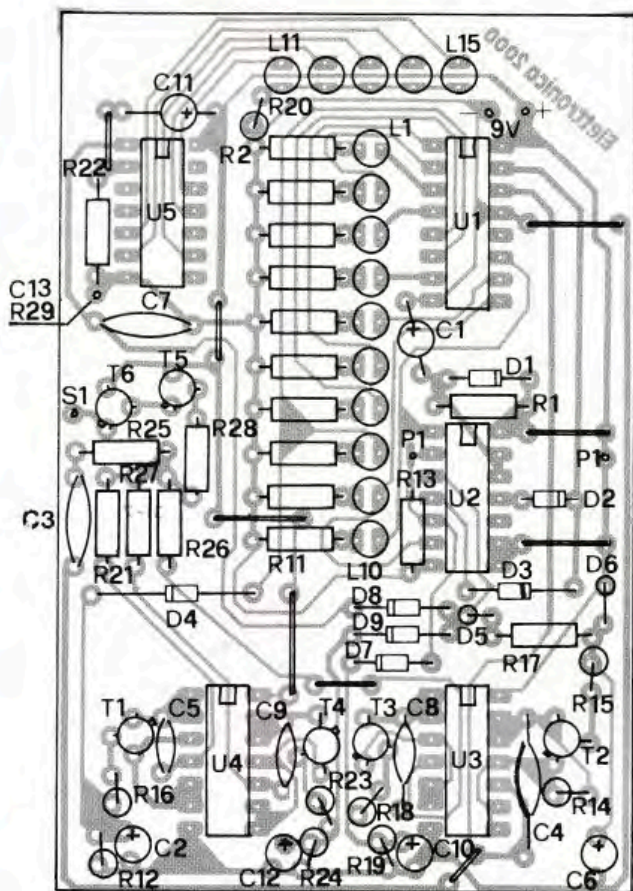 L11
L15
Elettronica 2000
C11
R20
L1
-
+
9V
R22
R2
U5
U1
C13
R29
C7
C1
T5
T6
S1
D1
R1
R25
R28
P1
P1
R13
R27
U2
D2
C3
R26
R21
R11
L10
D3
D6
D4
D8
D9
D5
D7
R17
R15
T1
C5
C9
T4
T3
C8
U4
U3
T2
R16
R23
R18
R14
C4
C2
R12
C12
R24
R19
C10
C6